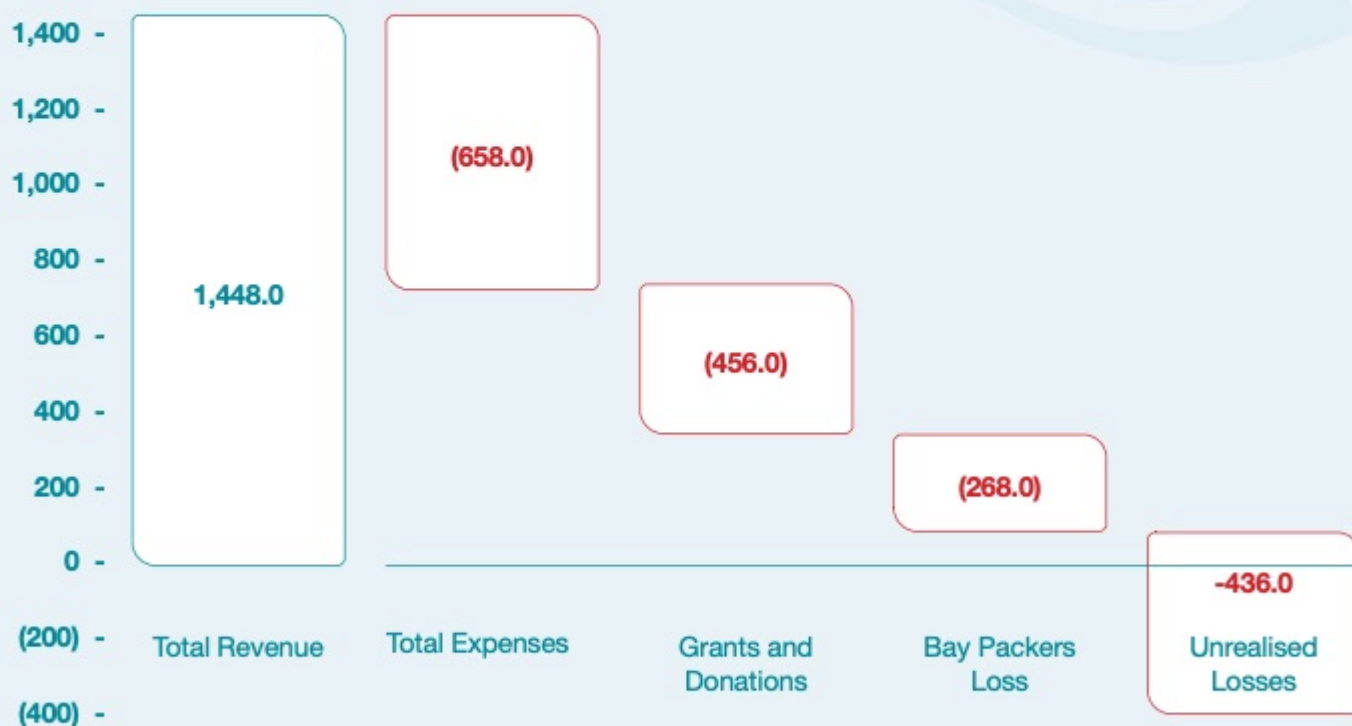 1,400 -
1,200 -
1,000 -
800 -
600 -
400 -
200 -
0 -
(200) -
(400) -
1,448.0
(658.0)
(456.0)
(268.0)
-436.0
Total Revenue
Total Expenses
Grants and
Donations
Bay Packers
Loss
Unrealised
Losses